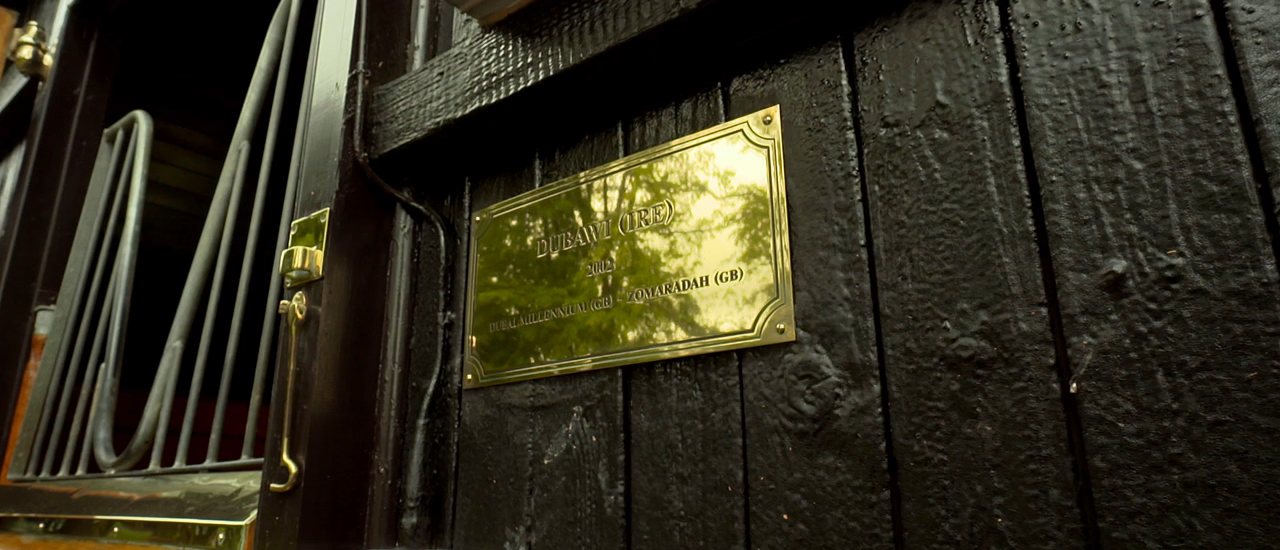 DUBAWI (IRE)
2002
DUBAI MILLENNIUM (GB) - ZOMARADAH (GB)